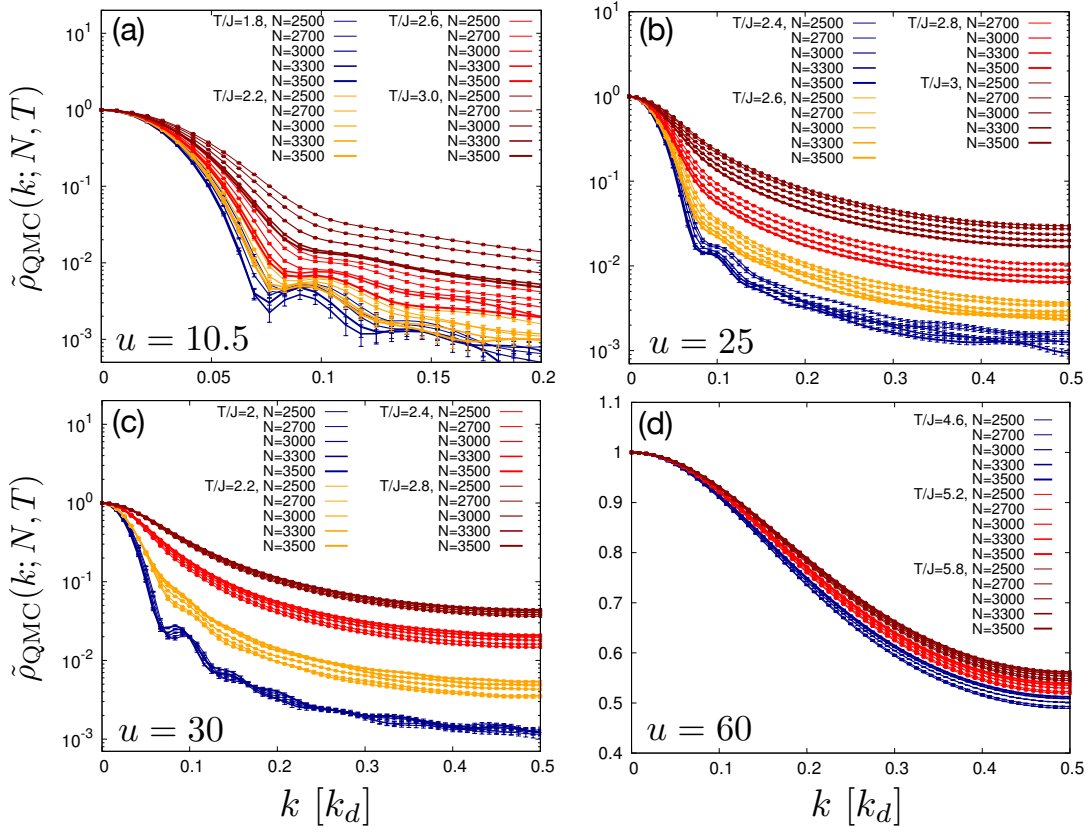 (a)
T/J=1.8, N=2500
N=2700
N=3000
N=3300
N=3500
T/J=2.2, N=2500
N=2700
N=3000
N=3300
N=3500
T/J=2.6, N=2500
N=2700
N=3000
N=3300
N=3500
T/J=3.0, N=2500
N=2700
N=3000
N=3300
N=3500
10¹
10⁰
10⁻¹
10⁻²
10⁻³
ρ̃QMC(k; N, T)
u = 10.5
0 0.05 0.1 0.15 0.2
(b)
T/J=2.4, N=2500
N=2700
N=3000
N=3300
N=3500
T/J=2.6, N=2500
N=2700
N=3000
N=3300
N=3500
T/J=2.8, N=2500
N=2700
N=3000
N=3300
N=3500
T/J=3, N=2500
N=2700
N=3000
N=3300
N=3500
10¹
10⁰
10⁻¹
10⁻²
10⁻³
u = 25
0 0.1 0.2 0.3 0.4 0.5
(c)
T/J=2, N=2500
N=2700
N=3000
N=3300
N=3500
T/J=2.2, N=2500
N=2700
N=3000
N=3300
N=3500
T/J=2.4, N=2500
N=2700
N=3000
N=3300
N=3500
T/J=2.8, N=2500
N=2700
N=3000
N=3300
N=3500
10¹
10⁰
10⁻¹
10⁻²
10⁻³
ρ̃QMC(k; N, T)
u = 30
0 0.1 0.2 0.3 0.4 0.5
k [k_d]
(d)
T/J=4.6, N=2500
N=2700
N=3000
N=3300
N=3500
T/J=5.2, N=2500
N=2700
N=3000
N=3300
N=3500
T/J=5.8, N=2500
N=2700
N=3000
N=3300
N=3500
1.1
1
0.9
0.8
0.7
0.6
0.5
0.4
u = 60
0 0.1 0.2 0.3 0.4 0.5
k [k_d]